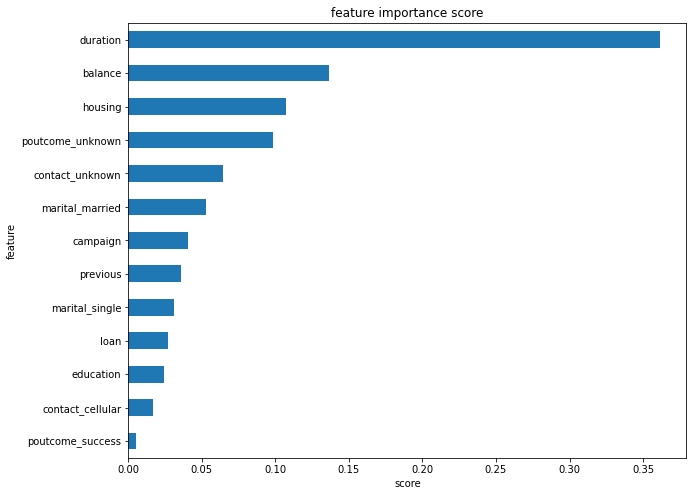 feature importance score
duration
balance
housing
poutcome_unknown
contact_unknown
marital_married
campaign
previous
marital_single
loan
education
contact_cellular
poutcome_success
feature
0.00 0.05 0.10 0.15 0.20 0.25 0.30 0.35
score